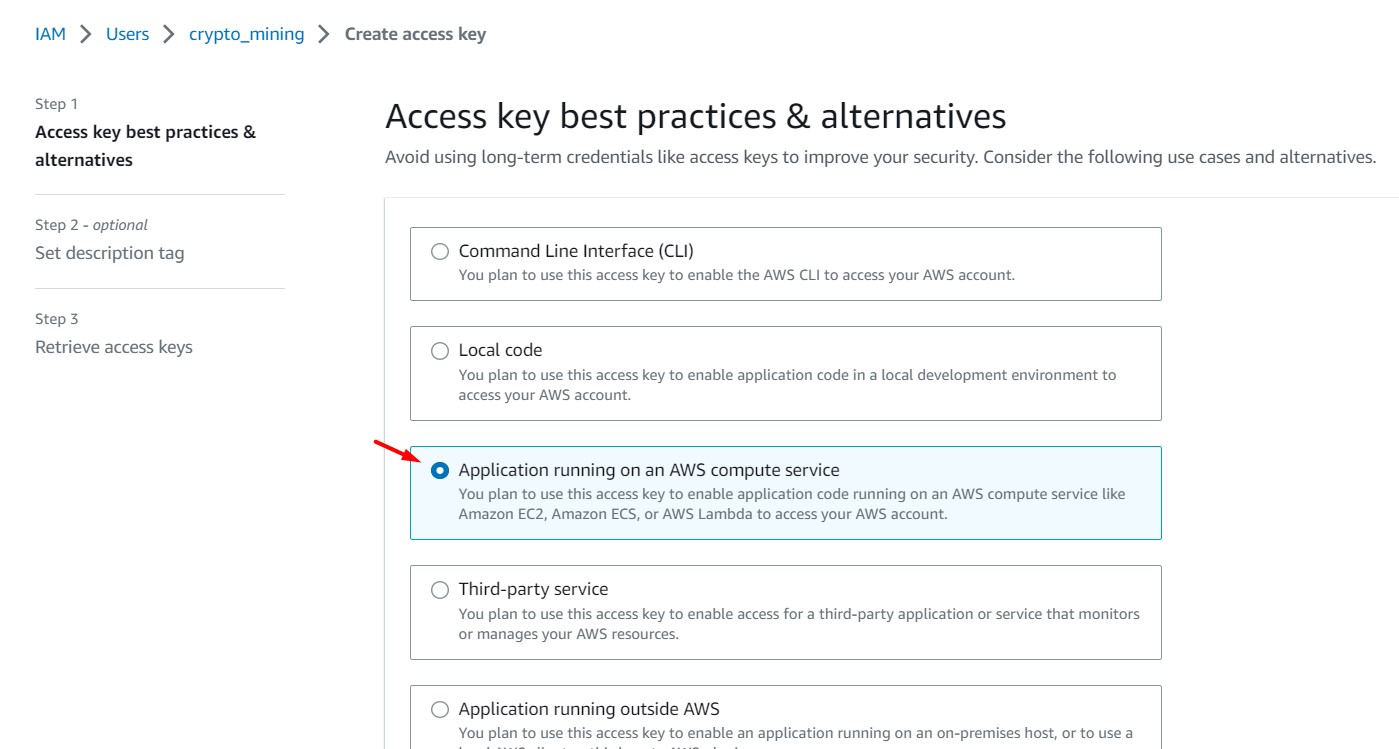 IAM > Users > crypto_mining > Create access key
Step 1
Access key best practices &
alternatives
Step 2 - optional
Set description tag
Step 3
Retrieve access keys
Access key best practices & alternatives
Avoid using long-term credentials like access keys to improve your security. Consider the following use cases and alternatives.
Command Line Interface (CLI)
You plan to use this access key to enable the AWS CLI to access your AWS account.
Local code
You plan to use this access key to enable application code in a local development environment to
access your AWS account.
Application running on an AWS compute service
You plan to use this access key to enable application code running on an AWS compute service like
Amazon EC2, Amazon ECS, or AWS Lambda to access your AWS account.
Third-party service
You plan to use this access key to enable access for a third-party application or service that monitors
or manages your AWS resources.
Application running outside AWS
You plan to use this access key to enable an application running on an on-premises host, or to use a